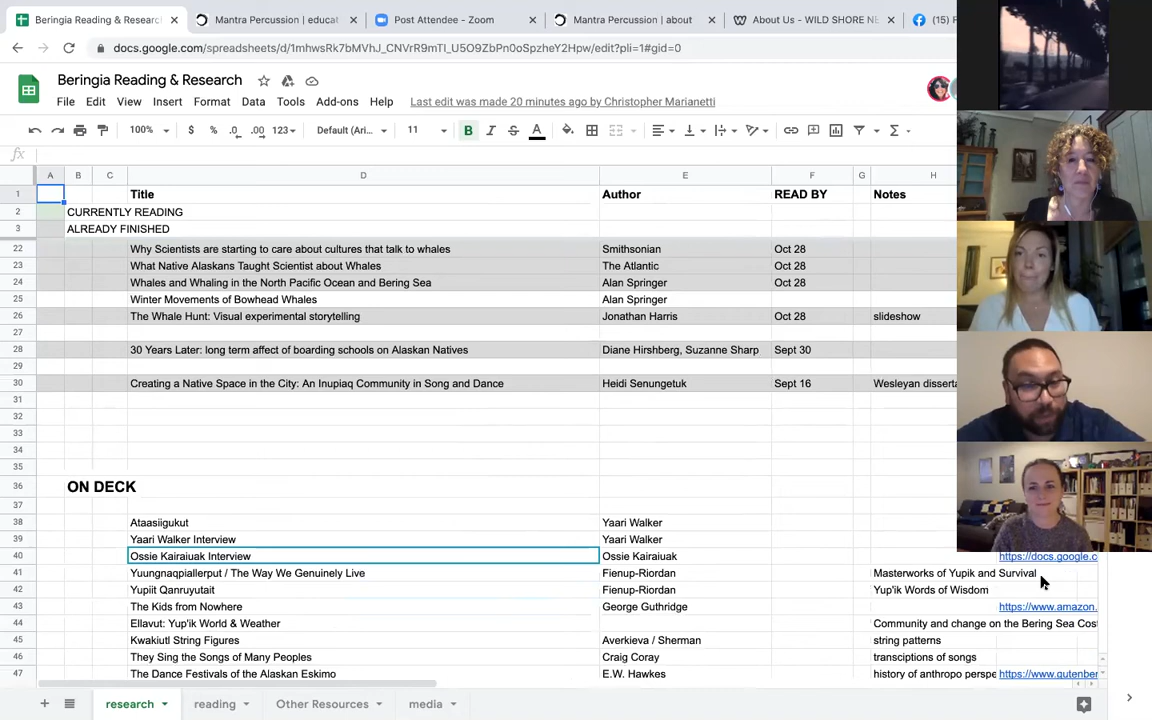 Beringia Reading & Researc
Mantra Percussion | educat
Post Attendee - Zoom
Mantra Percussion | about
About Us - WILD SHORE NE
(15) F
docs.google.com/spreadsheets/d/1mhwsRk7bMVhJ_CNVrR9mTI_U5O9ZbPn0oSpzheY2Hpw/edit?pli=1#gid=0
Beringia Reading & Research
File Edit View Insert Format Data Tools Add-ons Help Last edit was made 20 minutes ago by Christopher Marianetti
100% $ % .0 .00 123 Default (Ari... 11 B I S A
fx
A B C D E F G H
1 Title Author READ BY Notes
2 CURRENTLY READING
3 ALREADY FINISHED
22 Why Scientists are starting to care about cultures that talk to whales Smithsonian Oct 28
23 What Native Alaskans Taught Scientist about Whales The Atlantic Oct 28
24 Whales and Whaling in the North Pacific Ocean and Bering Sea Alan Springer Oct 28
25 Winter Movements of Bowhead Whales Alan Springer
26 The Whale Hunt: Visual experimental storytelling Jonathan Harris Oct 28 slideshow
27
28 30 Years Later: long term affect of boarding schools on Alaskan Natives Diane Hirshberg, Suzanne Sharp Sept 30
29
30 Creating a Native Space in the City: An Inupiaq Community in Song and Dance Heidi Senungetuk Sept 16 Wesleyan disserta
31
32
33
34
35
36 ON DECK
37
38 Ataasiigukut Yaari Walker
39 Yaari Walker Interview Yaari Walker
40 Ossie Kairaiuak Interview Ossie Kairaiuak https://docs.google.c
41 Yuungnaqpiallerput / The Way We Genuinely Live Fienup-Riordan Masterworks of Yupik and Survival
42 Yupiit Qanruyutait Fienup-Riordan Yup'ik Words of Wisdom
43 The Kids from Nowhere George Guthridge https://www.amazon.
44 Ellavut: Yup'ik World & Weather Community and change on the Bering Sea Cost
45 Kwakiutl String Figures Averkieva / Sherman string patterns
46 They Sing the Songs of Many Peoples Craig Coray transciptions of songs
47 The Dance Festivals of the Alaskan Eskimo E.W. Hawkes history of anthropo perspe https://www.gutenber
research reading Other Resources media